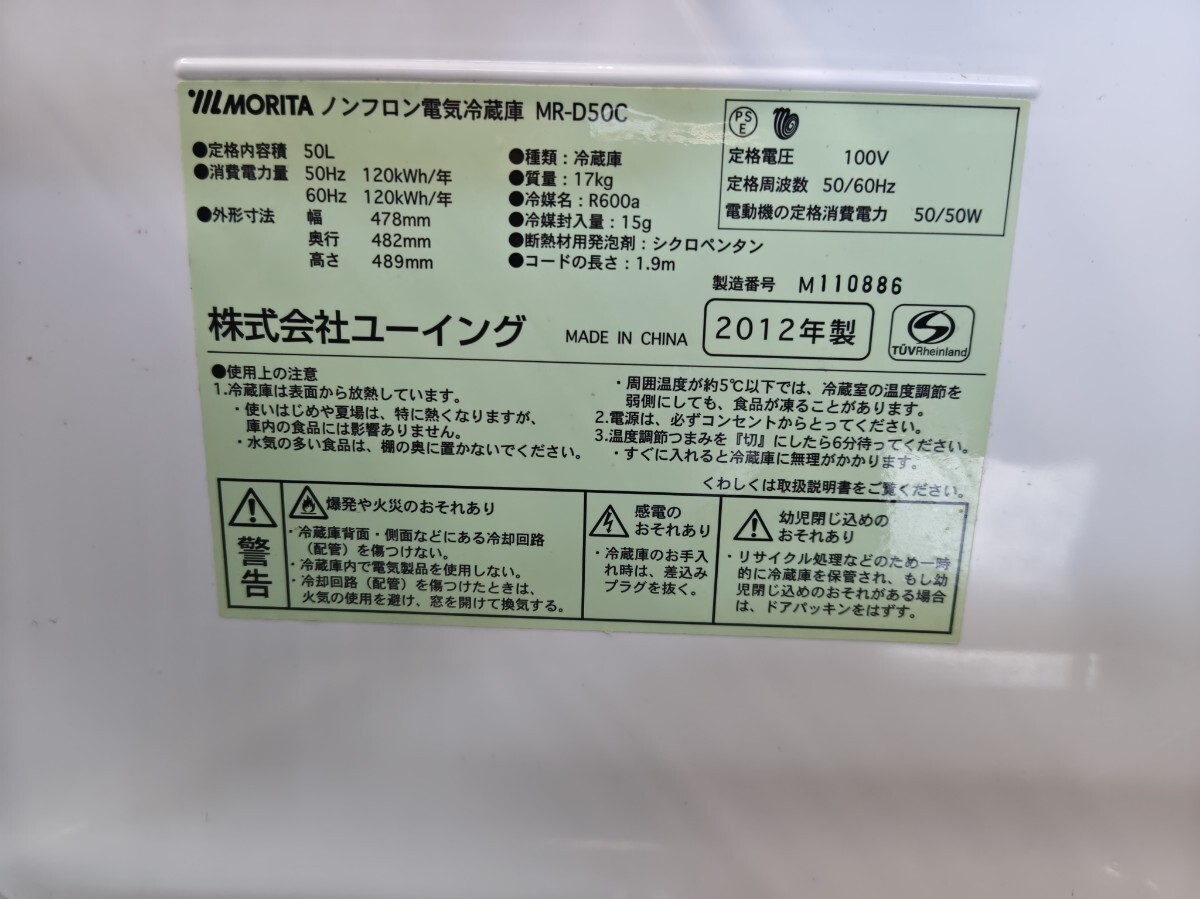 MORITA ノンフロン電気冷蔵庫 MR-D50C
●定格内容積 50L
●消費電力量 50Hz 120kWh/年
60Hz 120kWh/年
●外形寸法 幅 478mm
奥行 482mm
高さ 489mm
●種類：冷蔵庫
●質量：17kg
●冷媒名：R600a
●冷媒封入量：15g
●断熱材用発泡剤：シクロペンタン
●コードの長さ：1.9m
PS
E
定格電圧 100V
定格周波数 50/60Hz
電動機の定格消費電力 50/50W
製造番号 M110886
株式会社ユーイング MADE IN CHINA 2012年製
TÜVRheinland
●使用上の注意
1.冷蔵庫は表面から放熱しています。
・使いはじめや夏場は、特に熱くなりますが、
庫内の食品には影響ありません。
・水気の多い食品は、棚の奥に置かないでください。
・周囲温度が約5℃以下では、冷蔵室の温度調節を
弱側にしても、食品が凍ることがあります。
2.電源は、必ずコンセントからとってください。
3.温度調節つまみを『切』にしたら6分待ってください。
・すぐに入れると冷蔵庫に無理がかかります。
くわしくは取扱説明書をご覧ください。
警告
爆発や火災のおそれあり
・冷蔵庫背面・側面などにある冷却回路
（配管）を傷つけない。
・冷蔵庫内で電気製品を使用しない。
・冷却回路（配管）を傷つけたときは、
火気の使用を避け、窓を開けて換気する。
感電の
おそれあり
・冷蔵庫のお手入
れ時は、差込み
プラグを抜く。
幼児閉じ込めの
おそれあり
・リサイクル処理などのため一時
的に冷蔵庫を保管され、もし幼
児閉じ込めのおそれがある場合
は、ドアパッキンをはずす。